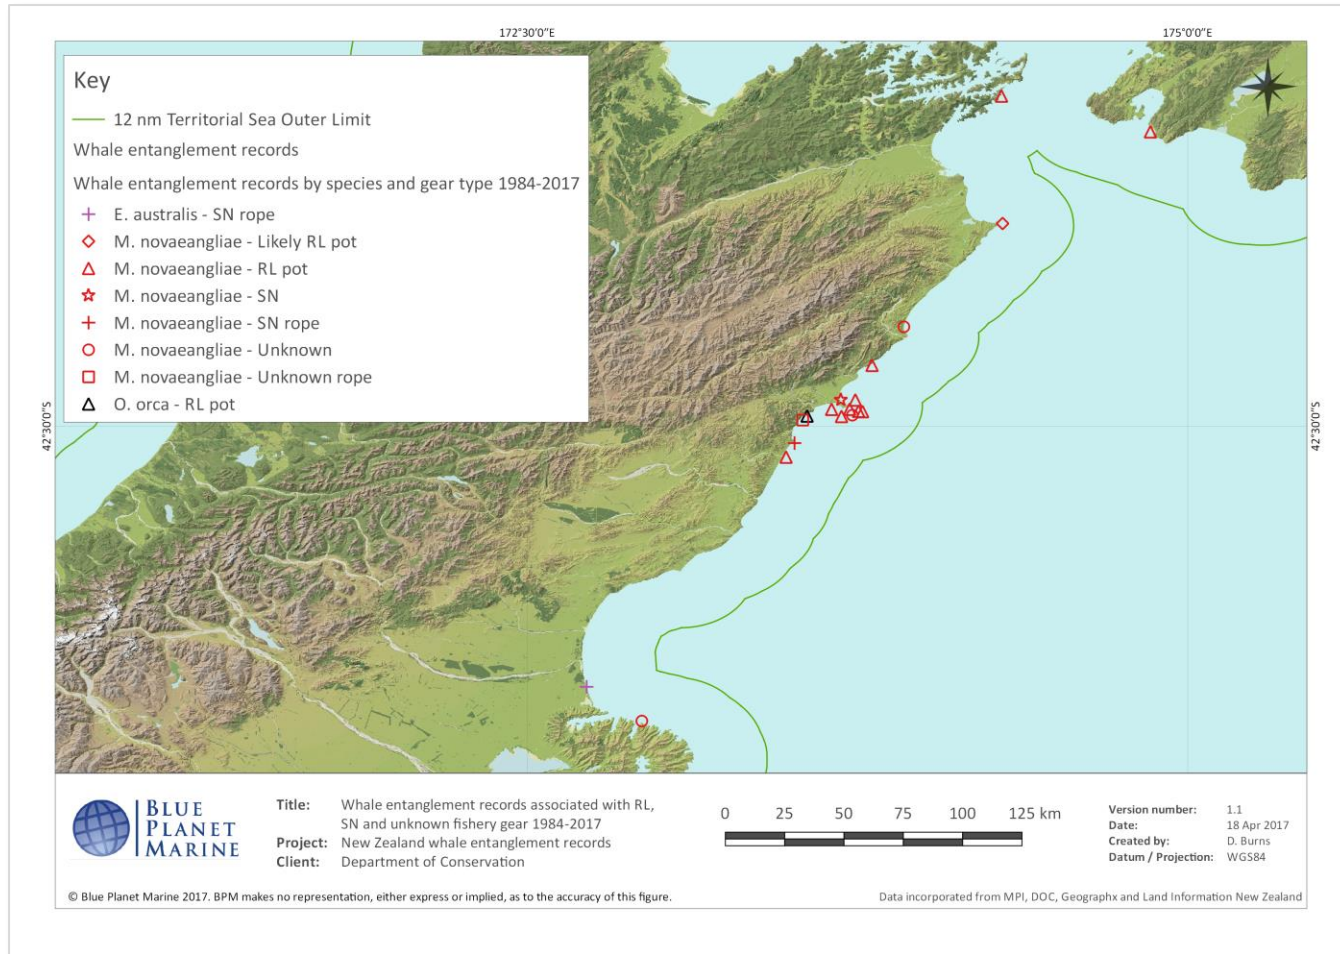 172°30'0"E
175°0'0"E
Key
12 nm Territorial Sea Outer Limit
Whale entanglement records
Whale entanglement records by species and gear type 1984-2017
E. australis - SN rope
M. novaeangliae - Likely RL pot
M. novaeangliae - RL pot
M. novaeangliae - SN
M. novaeangliae - SN rope
M. novaeangliae - Unknown
M. novaeangliae - Unknown rope
O. orca - RL pot
42°30'0"S
42°30'0"S
BLUE
PLANET
MARINE
Title: Whale entanglement records associated with RL,
SN and unknown fishery gear 1984-2017
Project: New Zealand whale entanglement records
Client: Department of Conservation
0 25 50 75 100 125 km
Version number: 1.1
Date: 18 Apr 2017
Created by: D. Burns
Datum / Projection: WGS84
© Blue Planet Marine 2017. BPM makes no representation, either express or implied, as to the accuracy of this figure.
Data incorporated from MPI, DOC, Geographx and Land Information New Zealand